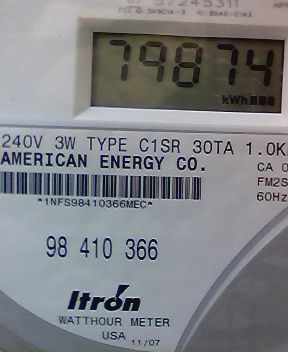 57245311
79874
kWh
240V 3W TYPE C1SR 30TA 1.0K
AMERICAN ENERGY CO.
CA 0
FM2S
*1NFS98410366MEC*
60Hz
98 410 366
Itron
WATTHOUR METER
USA 11/07